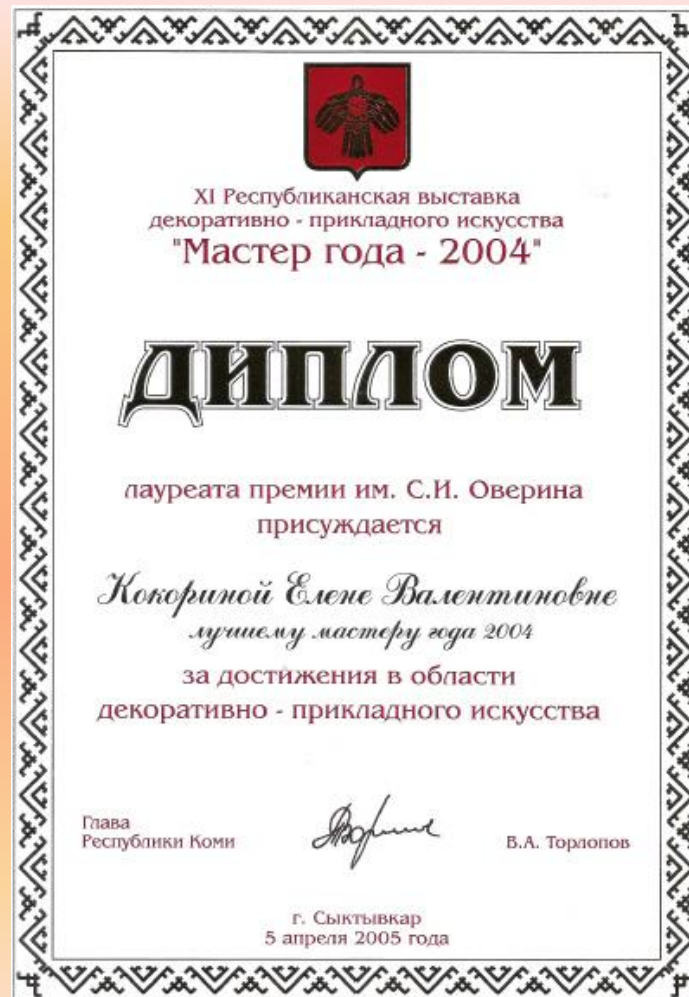 XI Республиканская выставка
декоративно - прикладного искусства
"Мастер года - 2004"
ДИПЛОМ
лауреата премии им. С.И. Оверина
присуждается
Кокориной Елене Валентиновне
лучшему мастеру года 2004
за достижения в области
декоративно - прикладного искусства
Глава
Республики Коми
В.А. Торлопов
г. Сыктывкар
5 апреля 2005 года